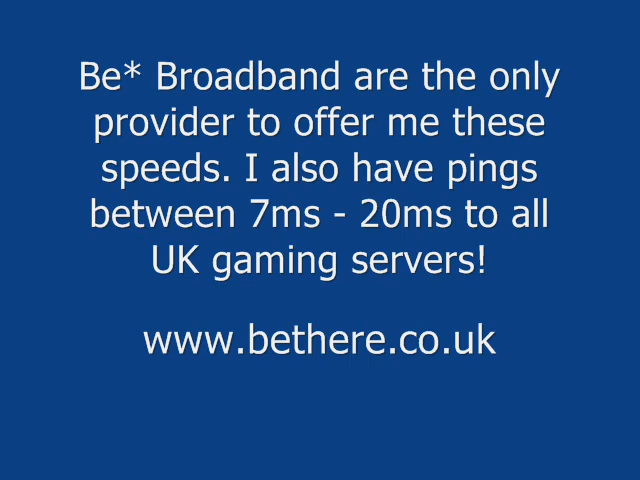 Be* Broadband are the only
provider to offer me these
speeds. I also have pings
between 7ms - 20ms to all
UK gaming servers!
www.bethere.co.uk